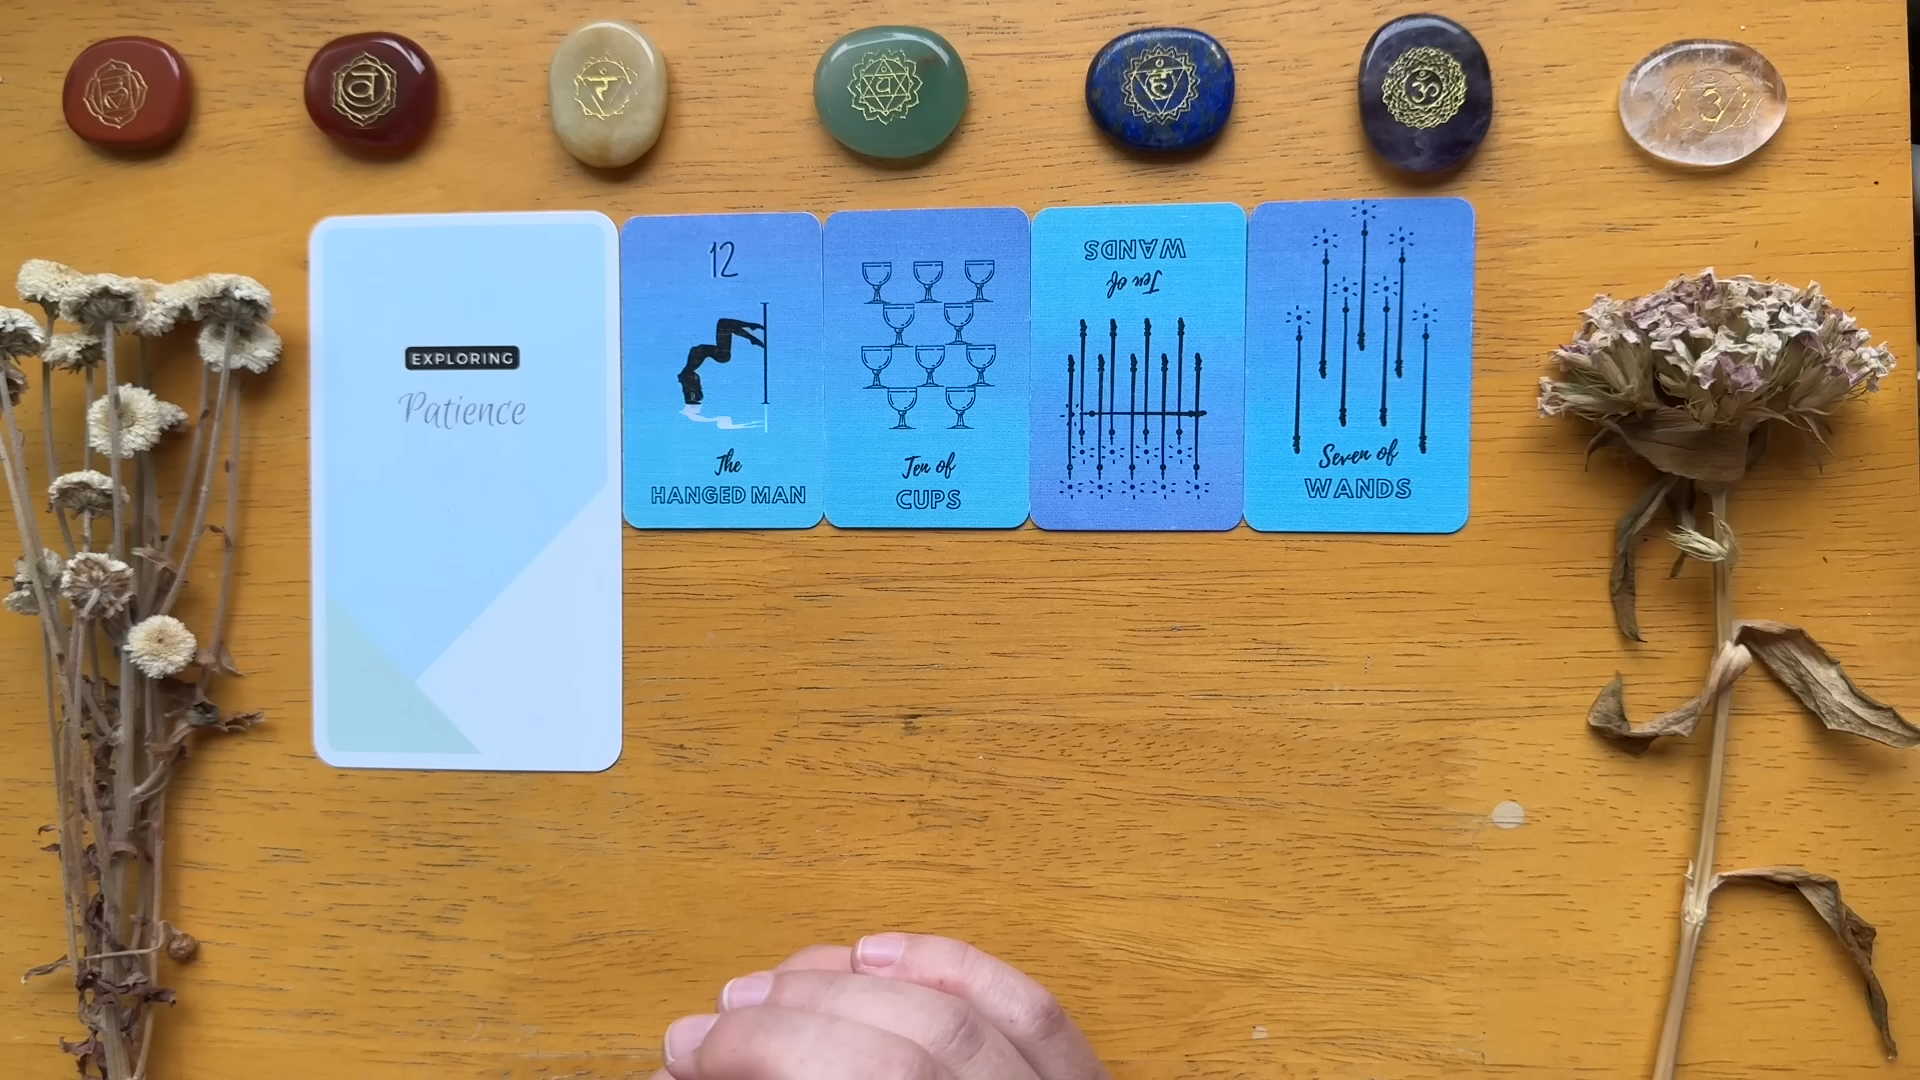 वं
रं
यं
हं
ॐ
EXPLORING
Patience
12
The
HANGED MAN
Ten of
CUPS
Ten of
WANDS
Seven of
WANDS